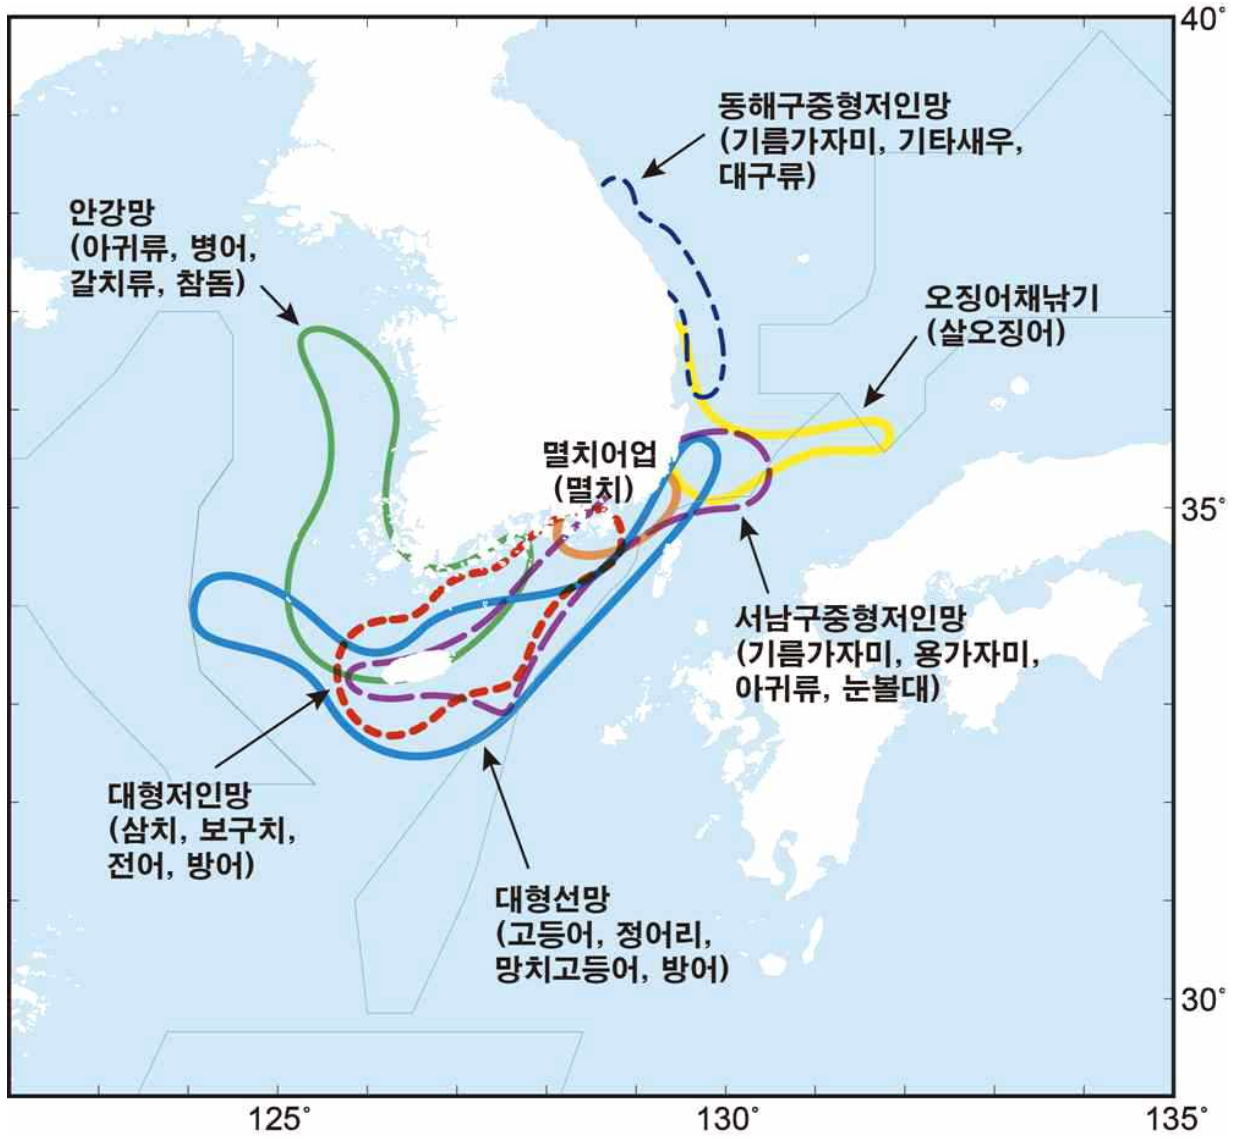 40°
동해구중형저인망
(기름가자미, 기타새우,
대구류)
안강망
(아귀류, 병어,
갈치류, 참돔)
오징어채낚기
(살오징어)
멸치어업
(멸치)
35°
서남구중형저인망
(기름가자미, 용가자미,
아귀류, 눈볼대)
대형저인망
(삼치, 보구치,
전어, 방어)
대형선망
(고등어, 정어리,
망치고등어, 방어)
30°
125°
130°
135°